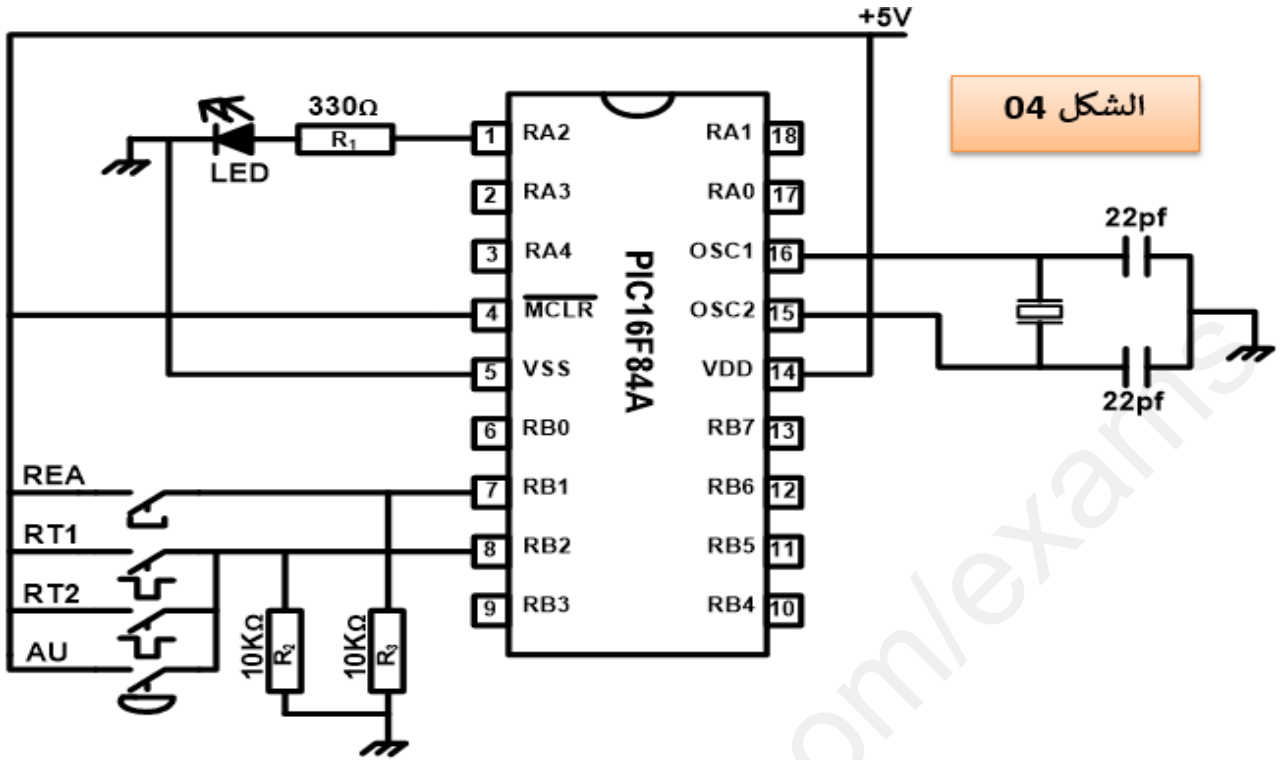 +5V
الشكل 04
330Ω
R1
LED
1 RA2 RA1 18
2 RA3 RA0 17
3 RA4 OSC1 16
4 MCLR OSC2 15
5 VSS VDD 14
6 RB0 RB7 13
7 RB1 RB6 12
8 RB2 RB5 11
9 RB3 RB4 10
PIC16F84A
22pf
22pf
REA
RT1
RT2
AU
10KΩ
R2
10KΩ
R3
om/exams